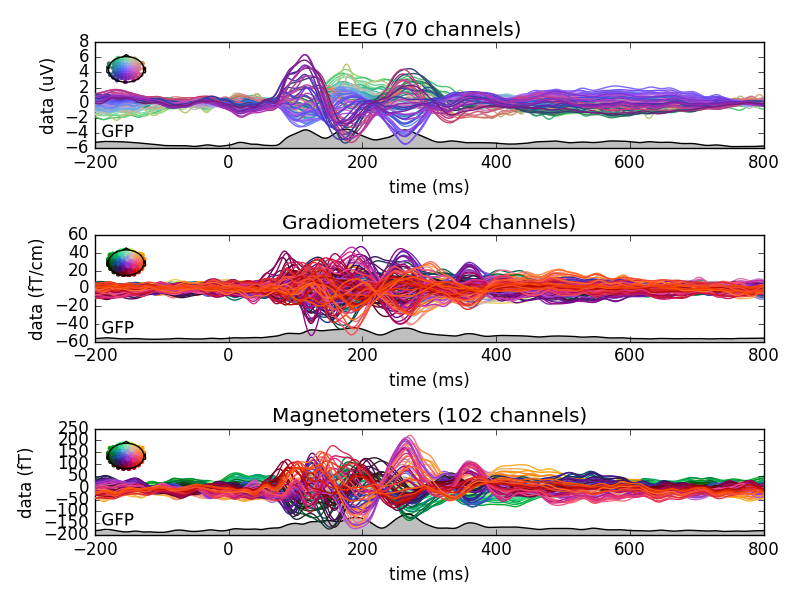 EEG (70 channels)
8
6
4
2
0
−2
−4
−6
data (uV)
GFP
−200 0 200 400 600 800
time (ms)
Gradiometers (204 channels)
60
40
20
0
−20
−40
−60
data (fT/cm)
GFP
−200 0 200 400 600 800
time (ms)
Magnetometers (102 channels)
250
200
150
100
50
0
−50
−100
−150
−200
data (fT)
GFP
−200 0 200 400 600 800
time (ms)